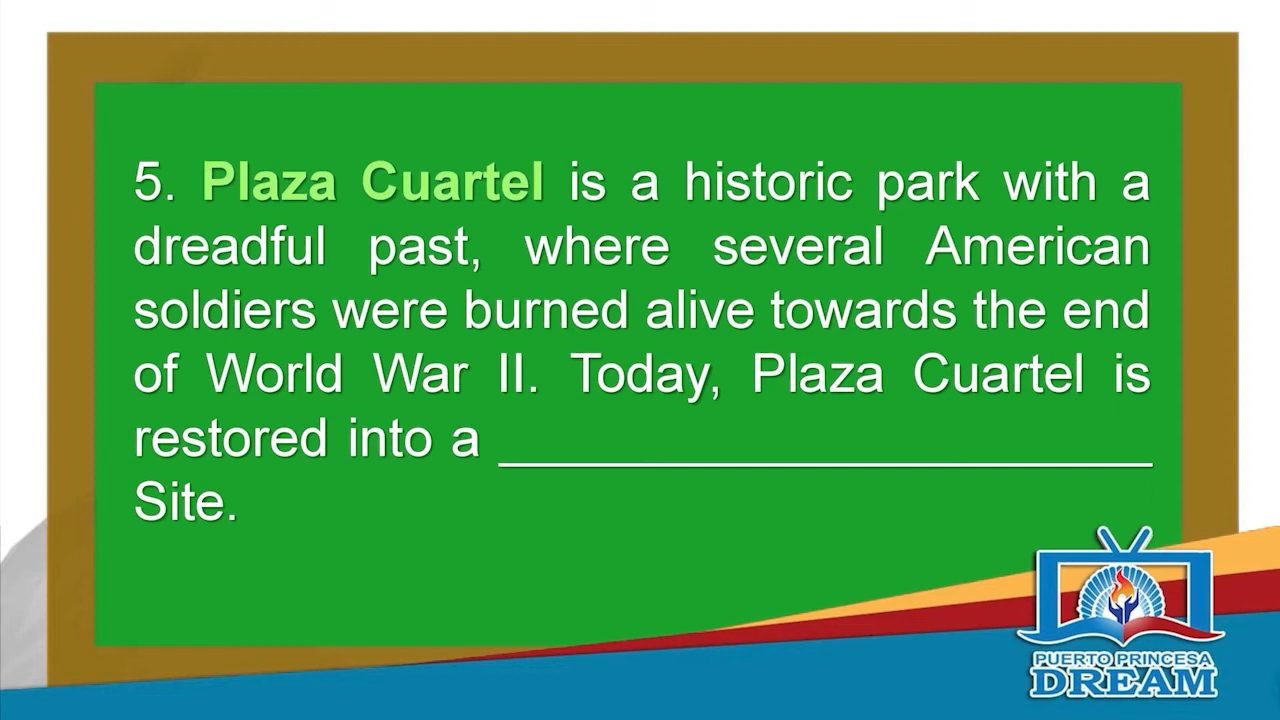 5. Plaza Cuartel is a historic park with a
dreadful past, where several American
soldiers were burned alive towards the end
of World War II. Today, Plaza Cuartel is
restored into a ________________________
Site.
PUERTO PRINCESA
DREAM